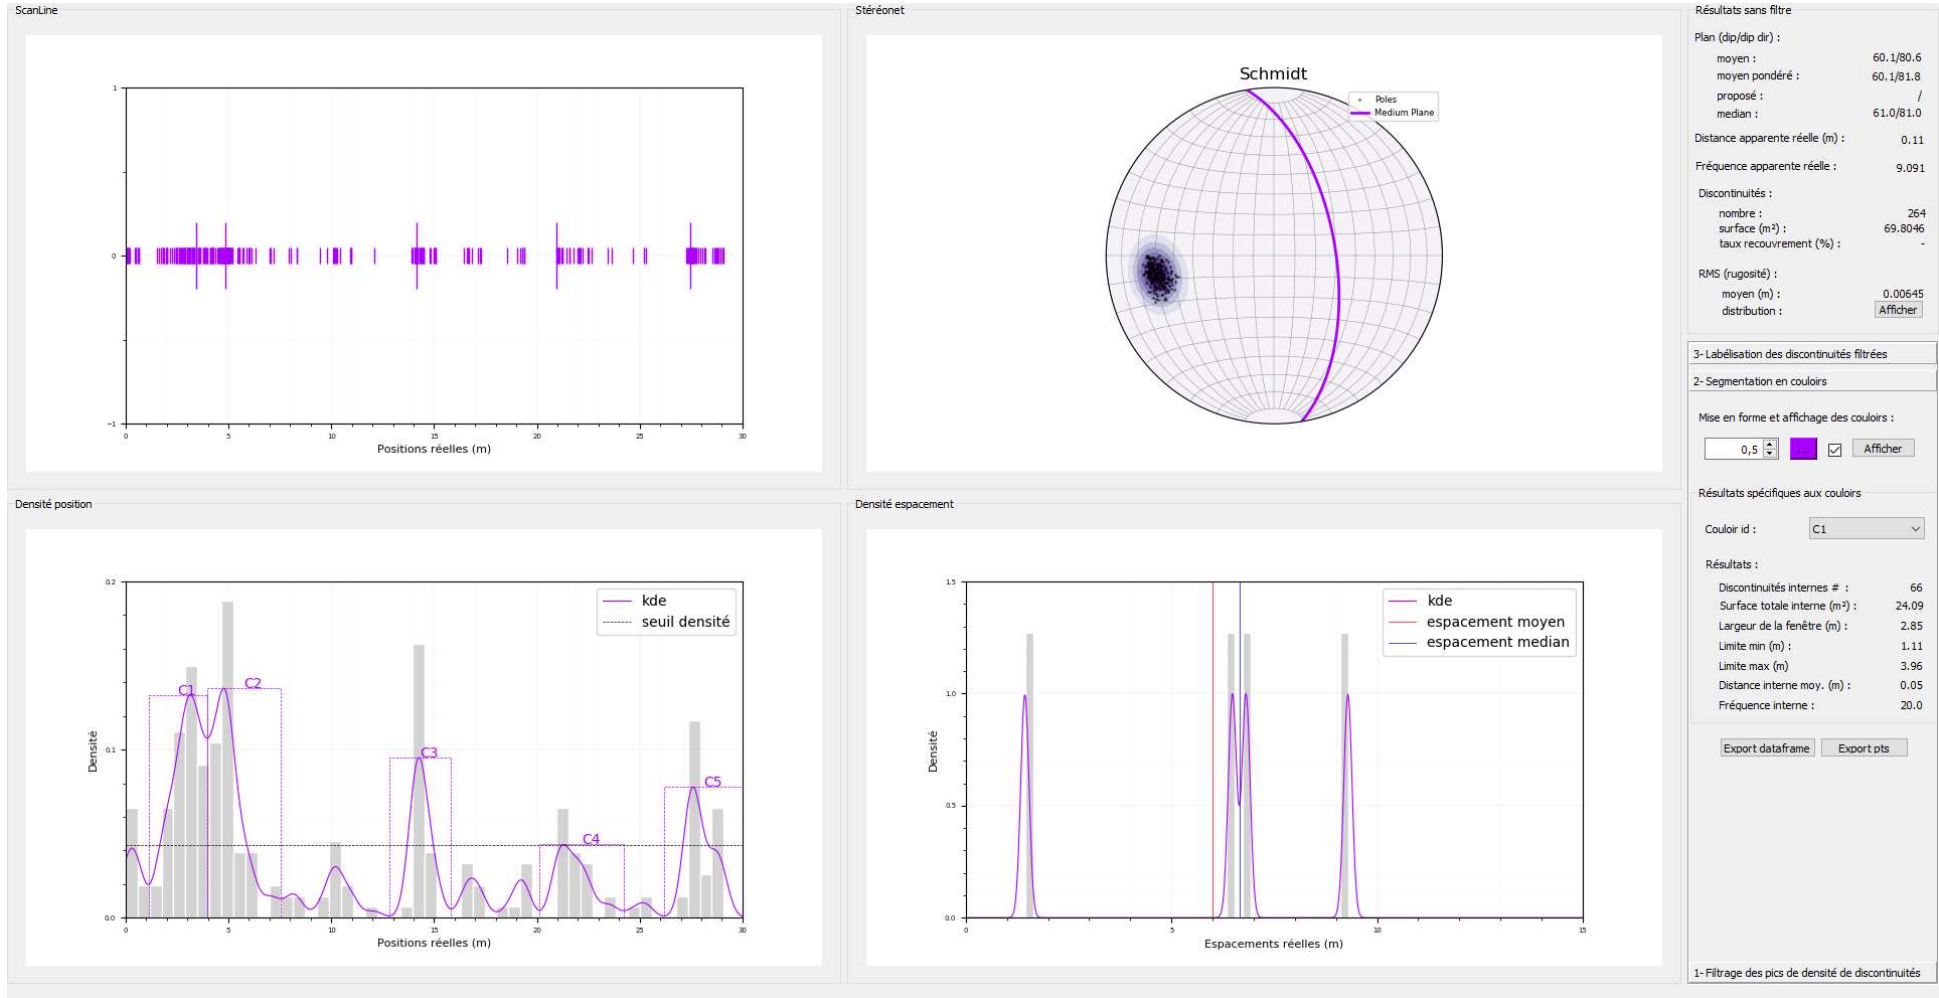 ScanLine
1
0
−1
0
5
10
15
20
25
30
Positions réelles (m)
Stéréonet
Schmidt
Poles
Medium Plane
Densité position
0.2
0.1
0.0
Densité
C1
C2
C3
C4
C5
kde
seuil densité
0
5
10
15
20
25
30
Positions réelles (m)
Densité espacement
1.5
1.0
0.5
0.0
Densité
kde
espacement moyen
espacement median
0
5
10
15
Espacements réelles (m)
Résultats sans filtre
Plan (dip/dip dir) :
moyen : 60.1/80.6
moyen pondéré : 60.1/81.8
proposé : /
median : 61.0/81.0
Distance apparente réelle (m) : 0.11
Fréquence apparente réelle : 9.091
Discontinuités :
nombre : 264
surface (m²) : 69.8046
taux recouvrement (%) : -
RMS (rugosité) :
moyen (m) : 0.00645
distribution : Afficher
3- Labélisation des discontinuités filtrées
2- Segmentation en couloirs
Mise en forme et affichage des couloirs :
0,5 ... Afficher
Résultats spécifiques aux couloirs
Couloir id : C1
Résultats :
Discontinuités internes # : 66
Surface totale interne (m²) : 24.09
Largeur de la fenêtre (m) : 2.85
Limite min (m) : 1.11
Limite max (m) 3.96
Distance interne moy. (m) : 0.05
Fréquence interne : 20.0
Export dataframe Export pts
1- Filtrage des pics de densité de discontinuités